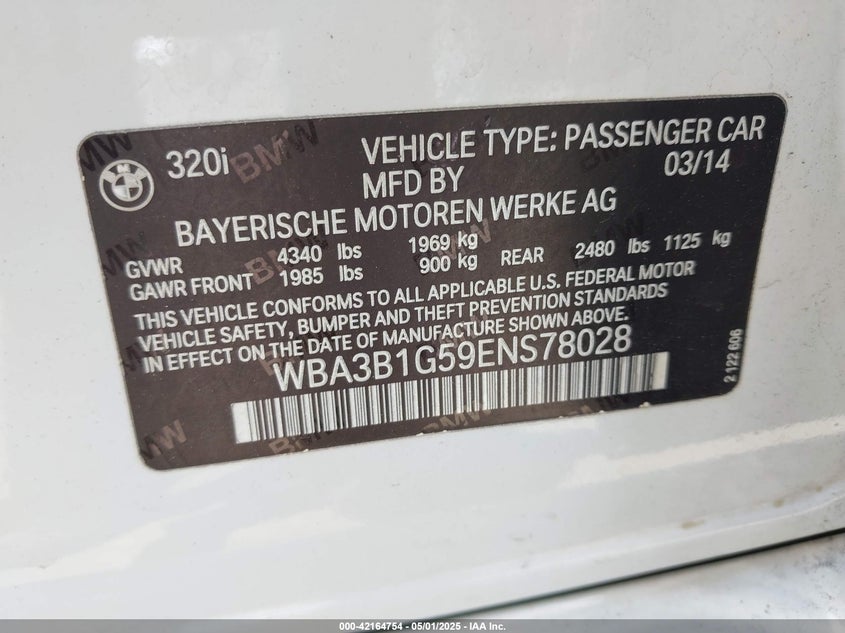 320i
VEHICLE TYPE: PASSENGER CAR
MFD BY 03/14
BAYERISCHE MOTOREN WERKE AG
GVWR 4340 lbs 1969 kg
GAWR FRONT 1985 lbs 900 kg REAR 2480 lbs 1125 kg
THIS VEHICLE CONFORMS TO ALL APPLICABLE U.S. FEDERAL MOTOR
VEHICLE SAFETY, BUMPER AND THEFT PREVENTION STANDARDS
IN EFFECT ON THE DATE OF MANUFACTURE SHOWN ABOVE.
WBA3B1G59ENS78028
2 122 606
000-42164754 — 05/01/2025 — IAA Inc.